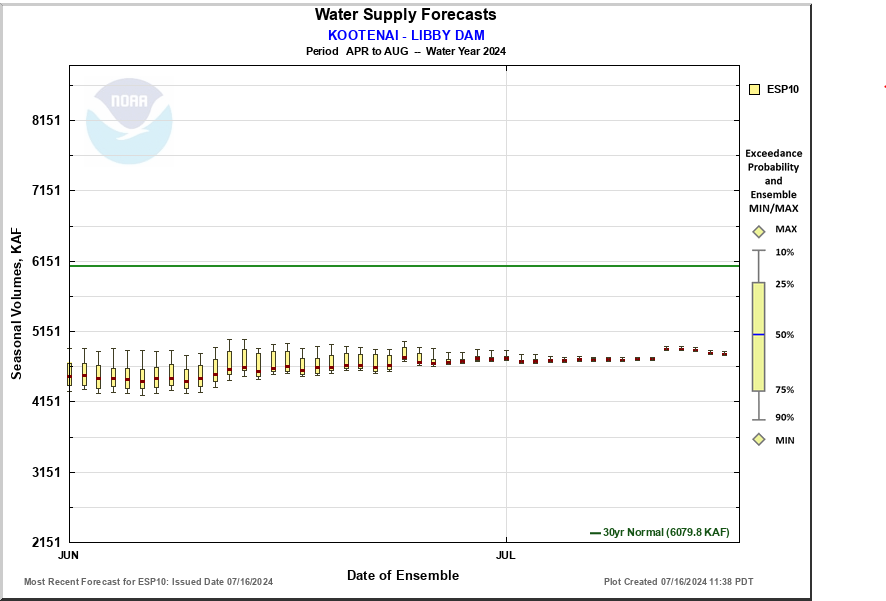 Water Supply Forecasts
KOOTENAI - LIBBY DAM
Period APR to AUG -- Water Year 2024
NOAA
ESP10
8151
7151
6151
5151
4151
3151
2151
Seasonal Volumes, KAF
Exceedance
Probability
and
Ensemble
MIN/MAX
MAX
10%
25%
50%
75%
90%
MIN
30yr Normal (6079.8 KAF)
JUN
JUL
Date of Ensemble
Most Recent Forecast for ESP10: Issued Date 07/16/2024
Plot Created 07/16/2024 11:38 PDT